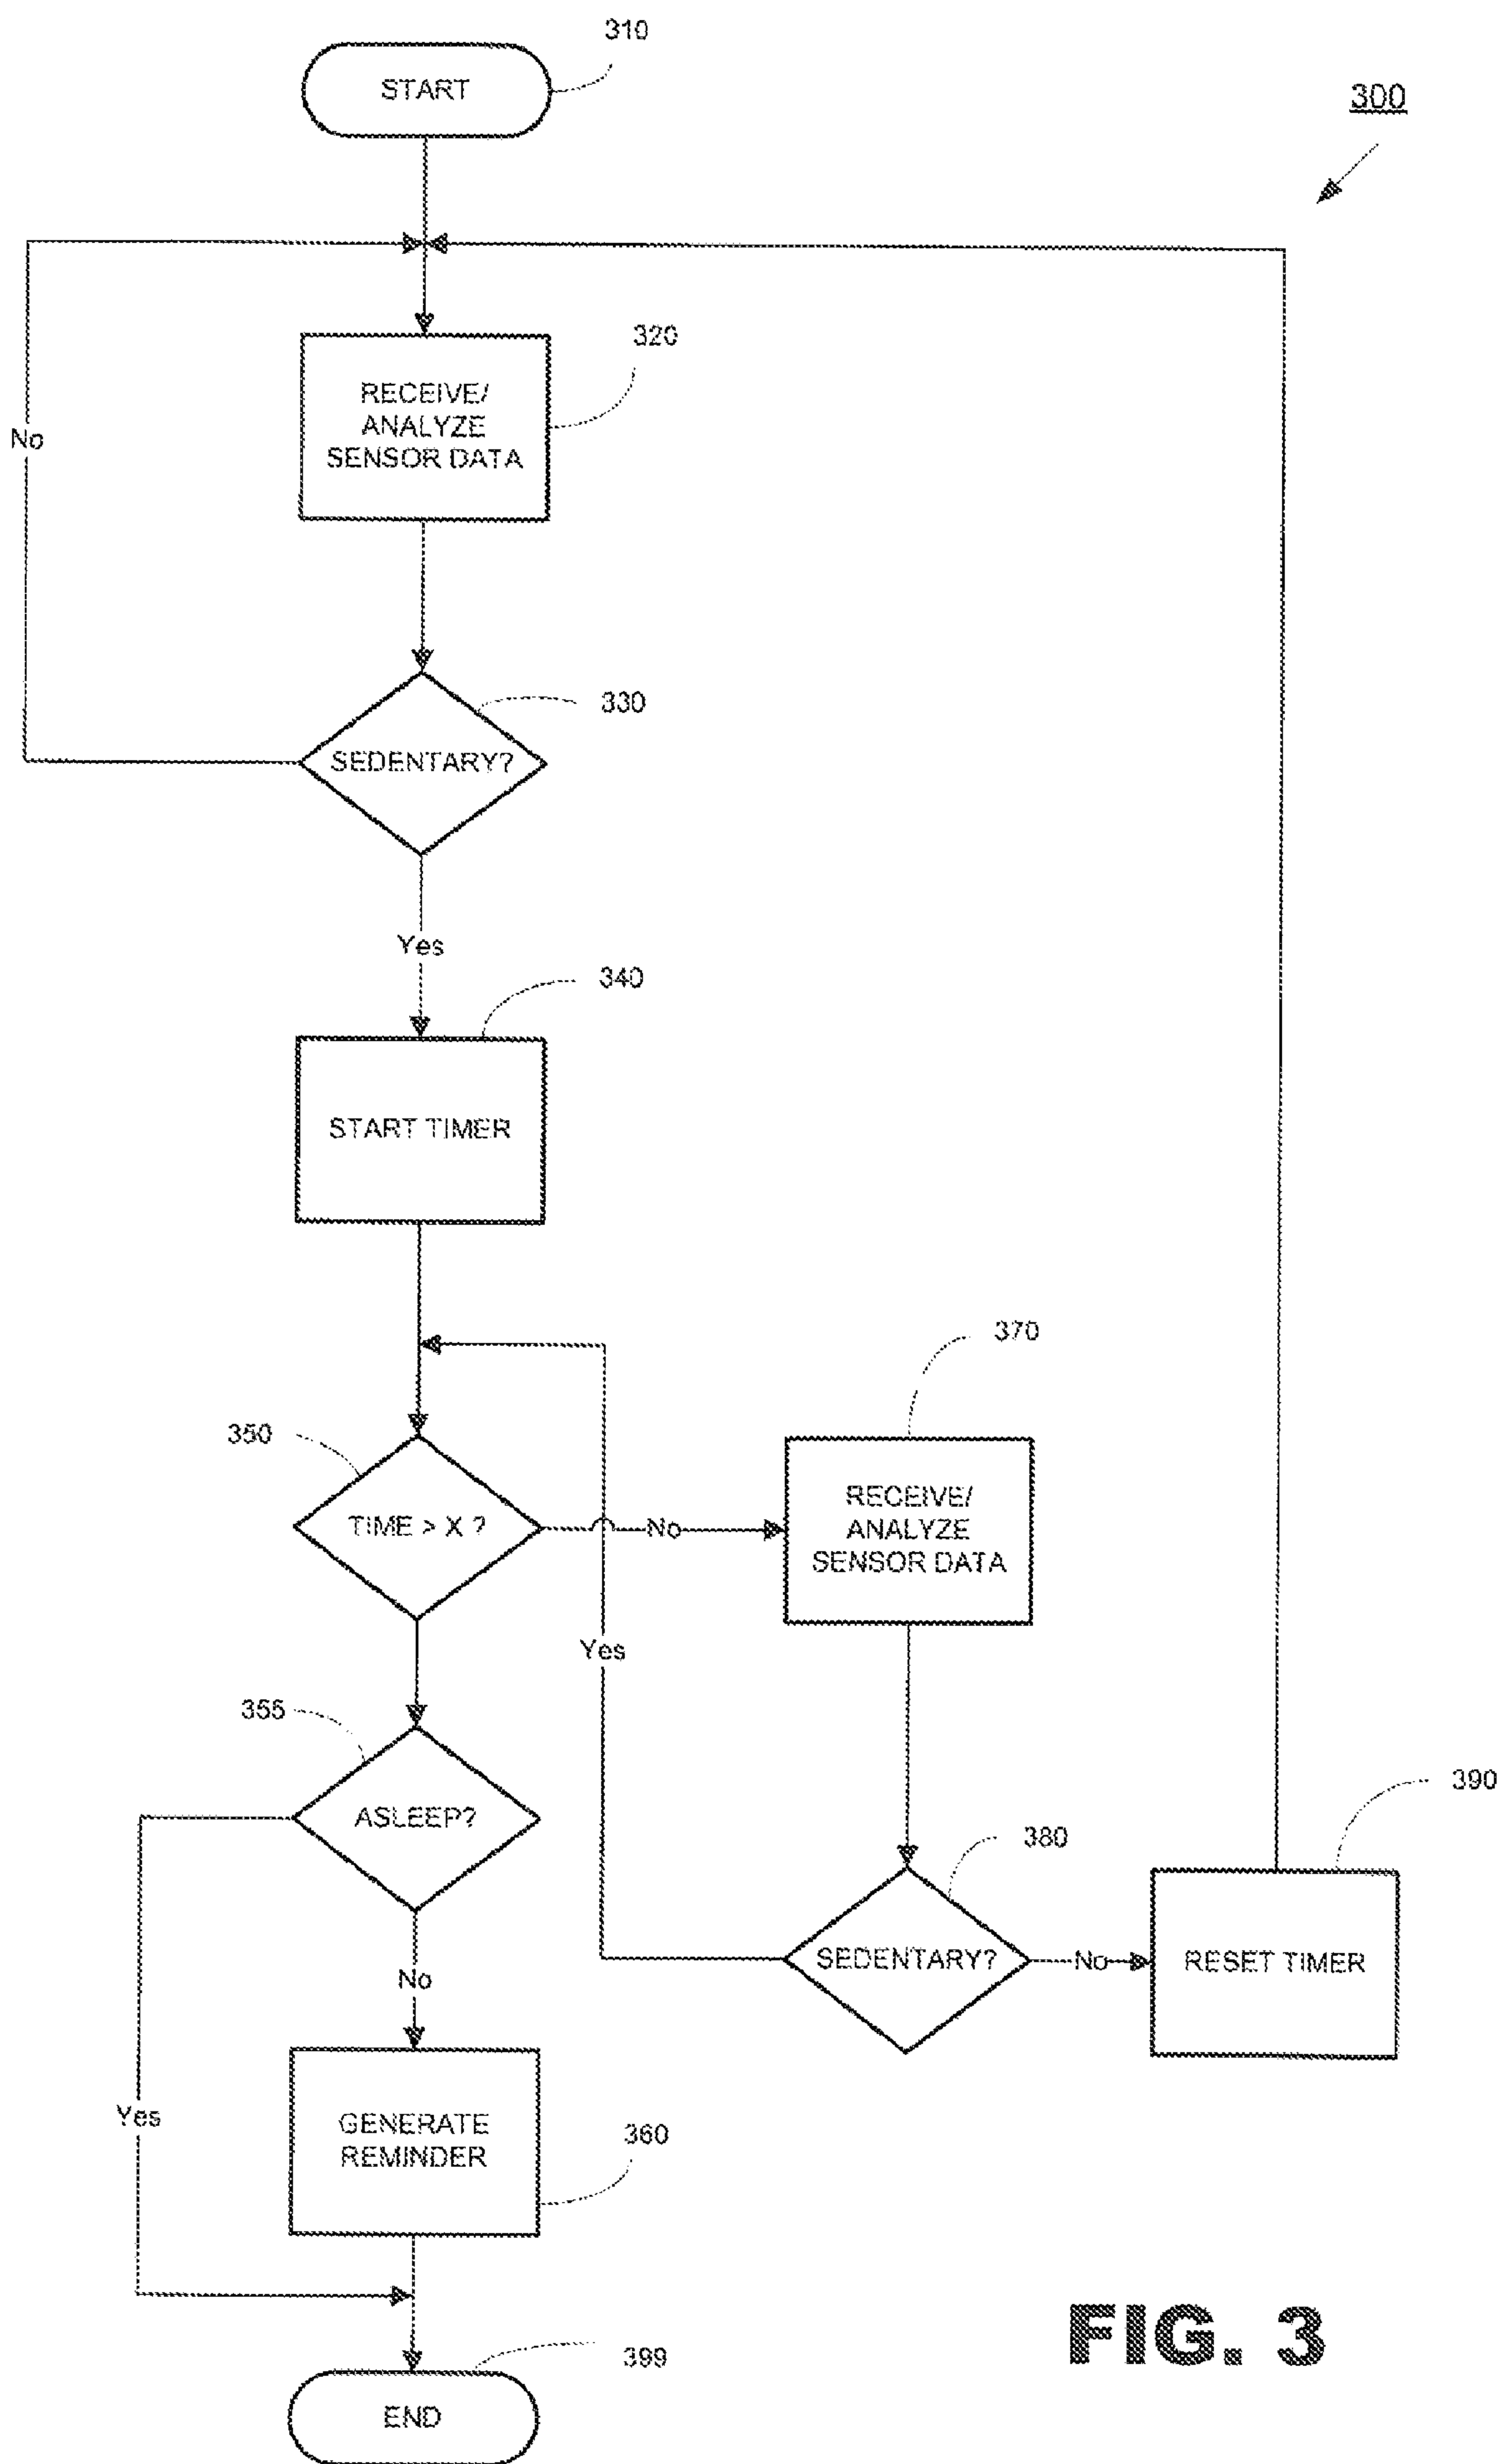 310
START
300
320
RECEIVE/
ANALYZE
SENSOR DATA
No
330
SEDENTARY?
Yes
340
START TIMER
370
350
TIME > X ?
No
RECEIVE/
ANALYZE
SENSOR DATA
Yes
355
ASLEEP?
390
380
SEDENTARY?
No
RESET TIMER
No
Yes
GENERATE
REMINDER
360
FIG. 3
399
END